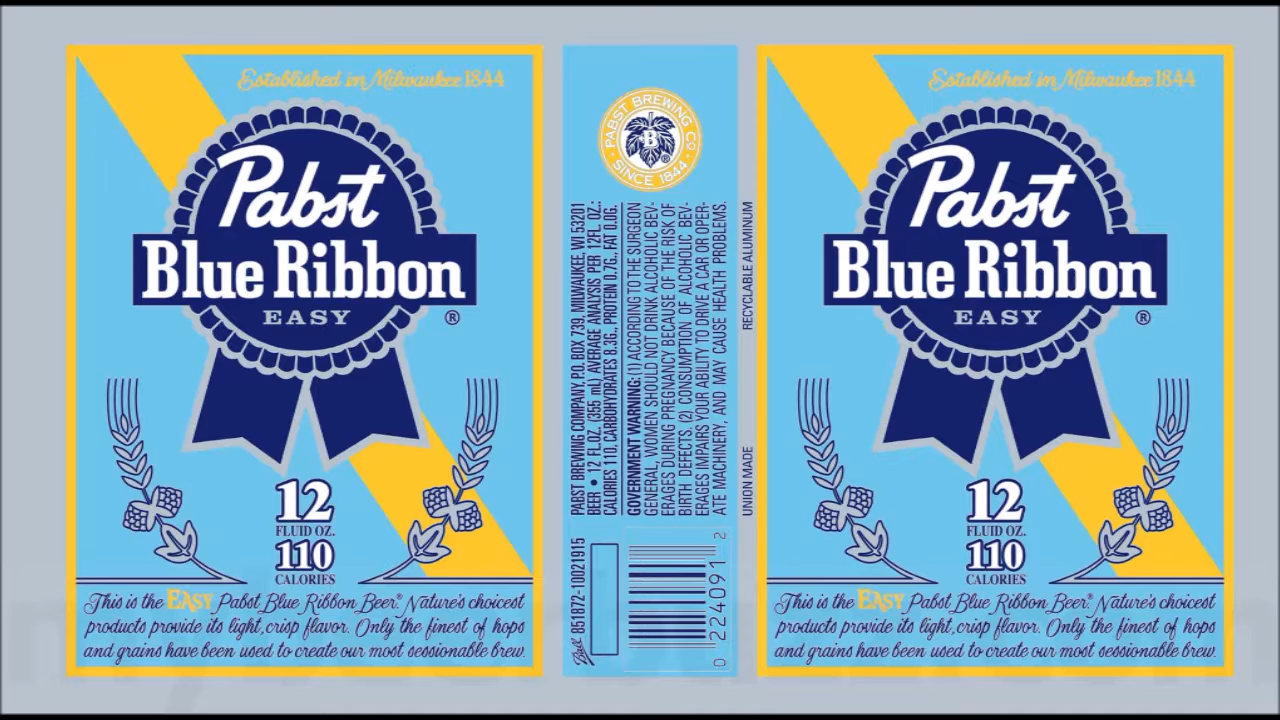 Established in Milwaukee 1844
Pabst
Blue Ribbon
EASY
®
12
FLUID OZ.
110
CALORIES
This is the EASY Pabst Blue Ribbon Beer.® Nature's choicest
products provide its light, crisp flavor. Only the finest of hops
and grains have been used to create our most sessionable brew.
PABST BREWING CO
SINCE 1844
B
®
PABST BREWING COMPANY, P.O. BOX 739, MILWAUKEE, WI 53201
BEER • 12 FL.OZ. (355 mL) AVERAGE ANALYSIS PER 12FL. OZ.:
CALORIES 110, CARBOHYDRATES 8.3G., PROTEIN 0.7G., FAT 0.0G.
GOVERNMENT WARNING: (1) ACCORDING TO THE SURGEON
GENERAL, WOMEN SHOULD NOT DRINK ALCOHOLIC BEV-
ERAGES DURING PREGNANCY BECAUSE OF THE RISK OF
BIRTH DEFECTS. (2) CONSUMPTION OF ALCOHOLIC BEV-
ERAGES IMPAIRS YOUR ABILITY TO DRIVE A CAR OR OPER-
ATE MACHINERY, AND MAY CAUSE HEALTH PROBLEMS.
UNION MADE
RECYCLABLE ALUMINUM
Ball 851872-10021915
0 224091 2
Established in Milwaukee 1844
Pabst
Blue Ribbon
EASY
®
12
FLUID OZ.
110
CALORIES
This is the EASY Pabst Blue Ribbon Beer.® Nature's choicest
products provide its light, crisp flavor. Only the finest of hops
and grains have been used to create our most sessionable brew.